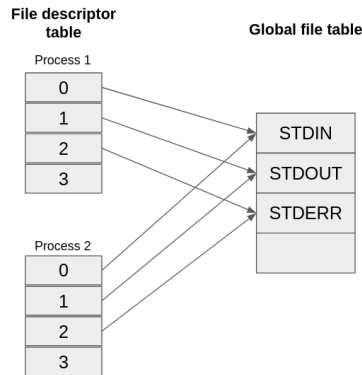 File descriptor
table
Global file table
Process 1
0
1
2
3
STDIN
STDOUT
STDERR
Process 2
0
1
2
3